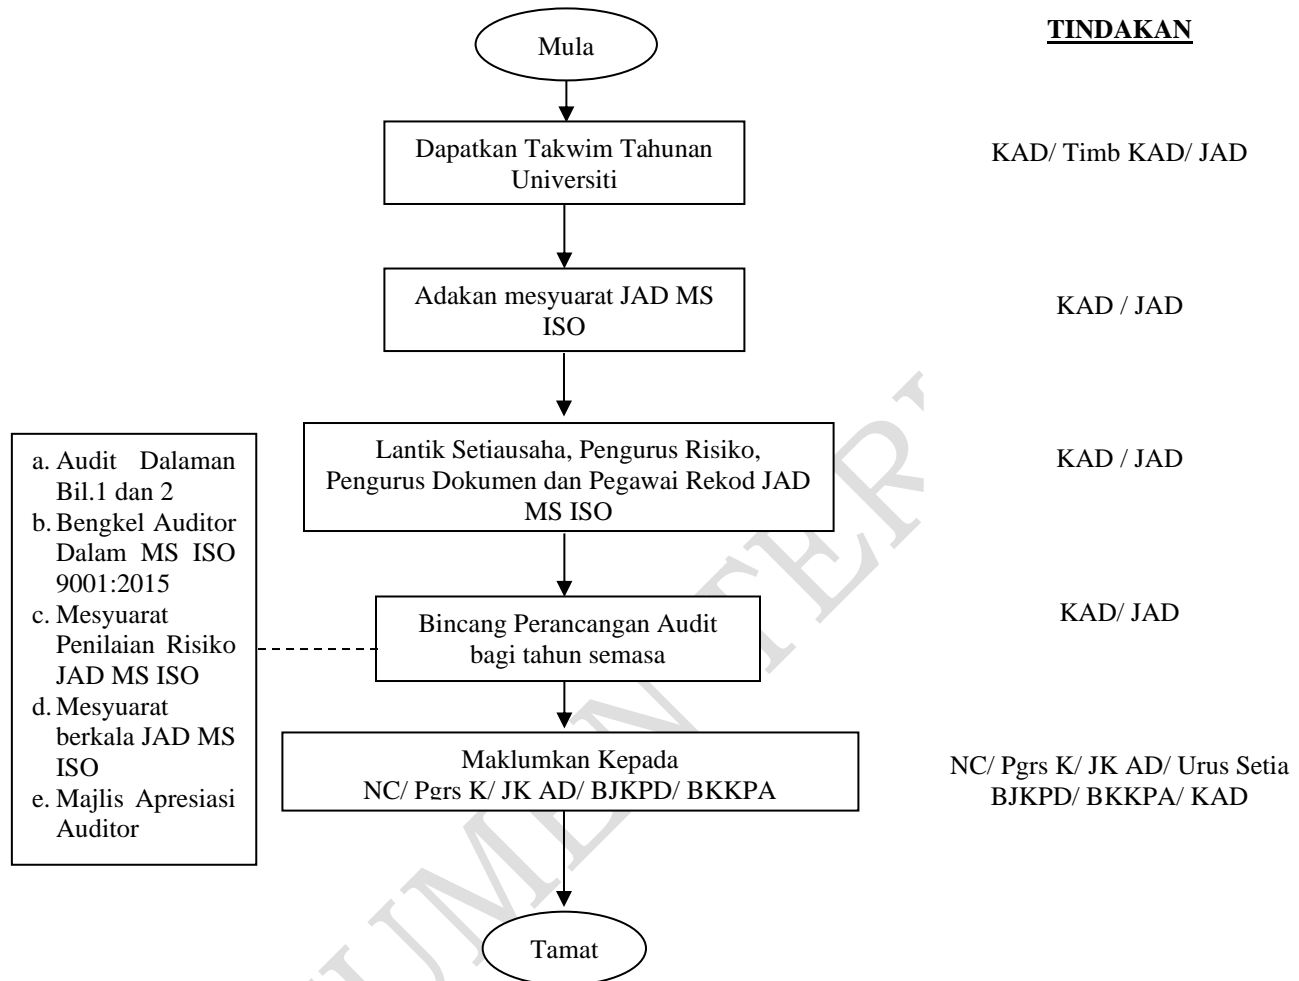 Mula
TINDAKAN
Dapatkan Takwim Tahunan
Universiti
KAD/ Timb KAD/ JAD
Adakan mesyuarat JAD MS
ISO
KAD / JAD
Lantik Setiausaha, Pengurus Risiko,
Pengurus Dokumen dan Pegawai Rekod JAD
MS ISO
KAD / JAD
a. Audit Dalaman
Bil.1 dan 2
b. Bengkel Auditor
Dalam MS ISO
9001:2015
c. Mesyuarat
Penilaian Risiko
JAD MS ISO
d. Mesyuarat
berkala JAD MS
ISO
e. Majlis Apresiasi
Auditor
Bincang Perancangan Audit
bagi tahun semasa
KAD/ JAD
Maklumkan Kepada
NC/ Pgrs K/ JK AD/ BJKPD/ BKKPA
NC/ Pgrs K/ JK AD/ Urus Setia
BJKPD/ BKKPA/ KAD
Tamat